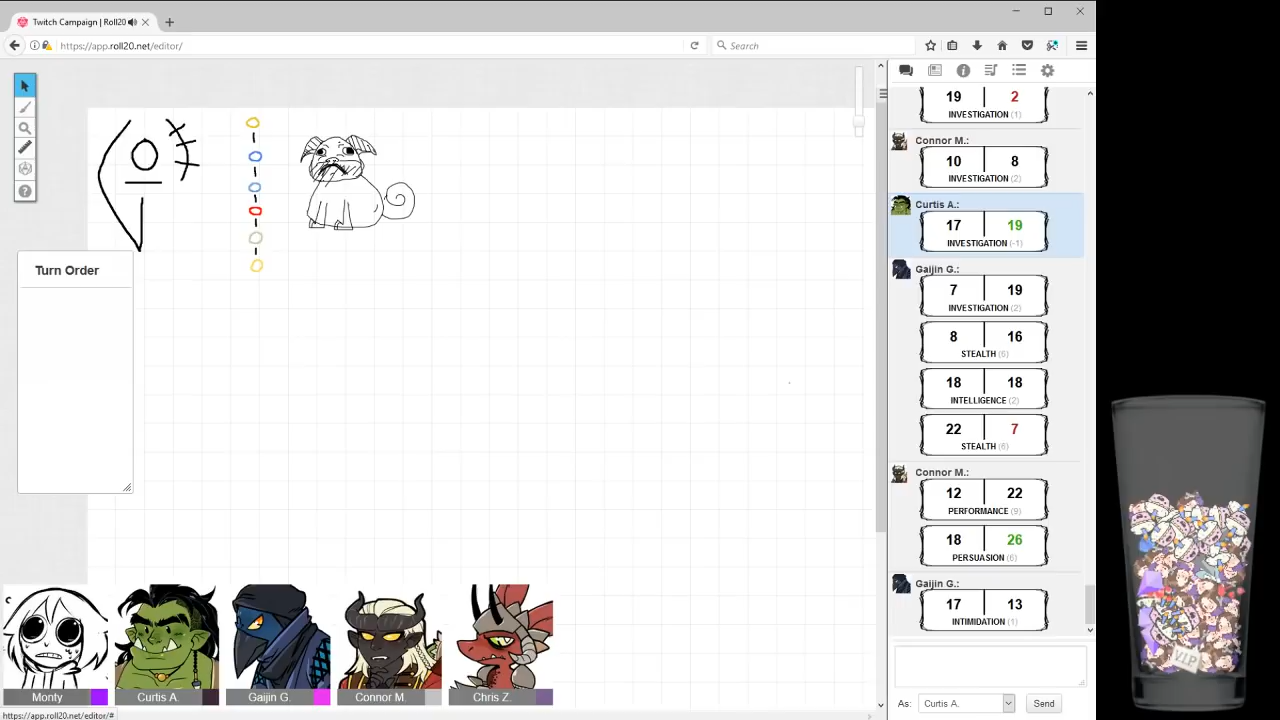 Twitch Campaign | Roll20
https://app.roll20.net/editor/
Search
Turn Order
19 2
INVESTIGATION (1)
Connor M.:
10 8
INVESTIGATION (2)
Curtis A.:
17 19
INVESTIGATION (-1)
Gaijin G.:
7 19
INVESTIGATION (2)
8 16
STEALTH (6)
18 18
INTELLIGENCE (2)
22 7
STEALTH (6)
Connor M.:
12 22
PERFORMANCE (9)
18 26
PERSUASION (6)
Gaijin G.:
17 13
INTIMIDATION (1)
As: Curtis A. Send
Monty Curtis A. Gaijin G. Connor M. Chris Z.
https://app.roll20.net/editor/#
VIP